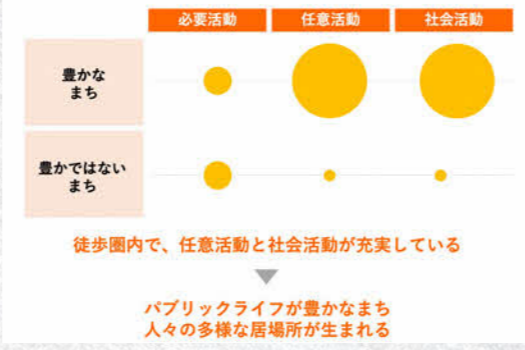 必要活動 任意活動 社会活動
豊かな
まち
豊かではない
まち
徒歩圏内で、任意活動と社会活動が充実している
パブリックライフが豊かなまち
人々の多様な居場所が生まれる